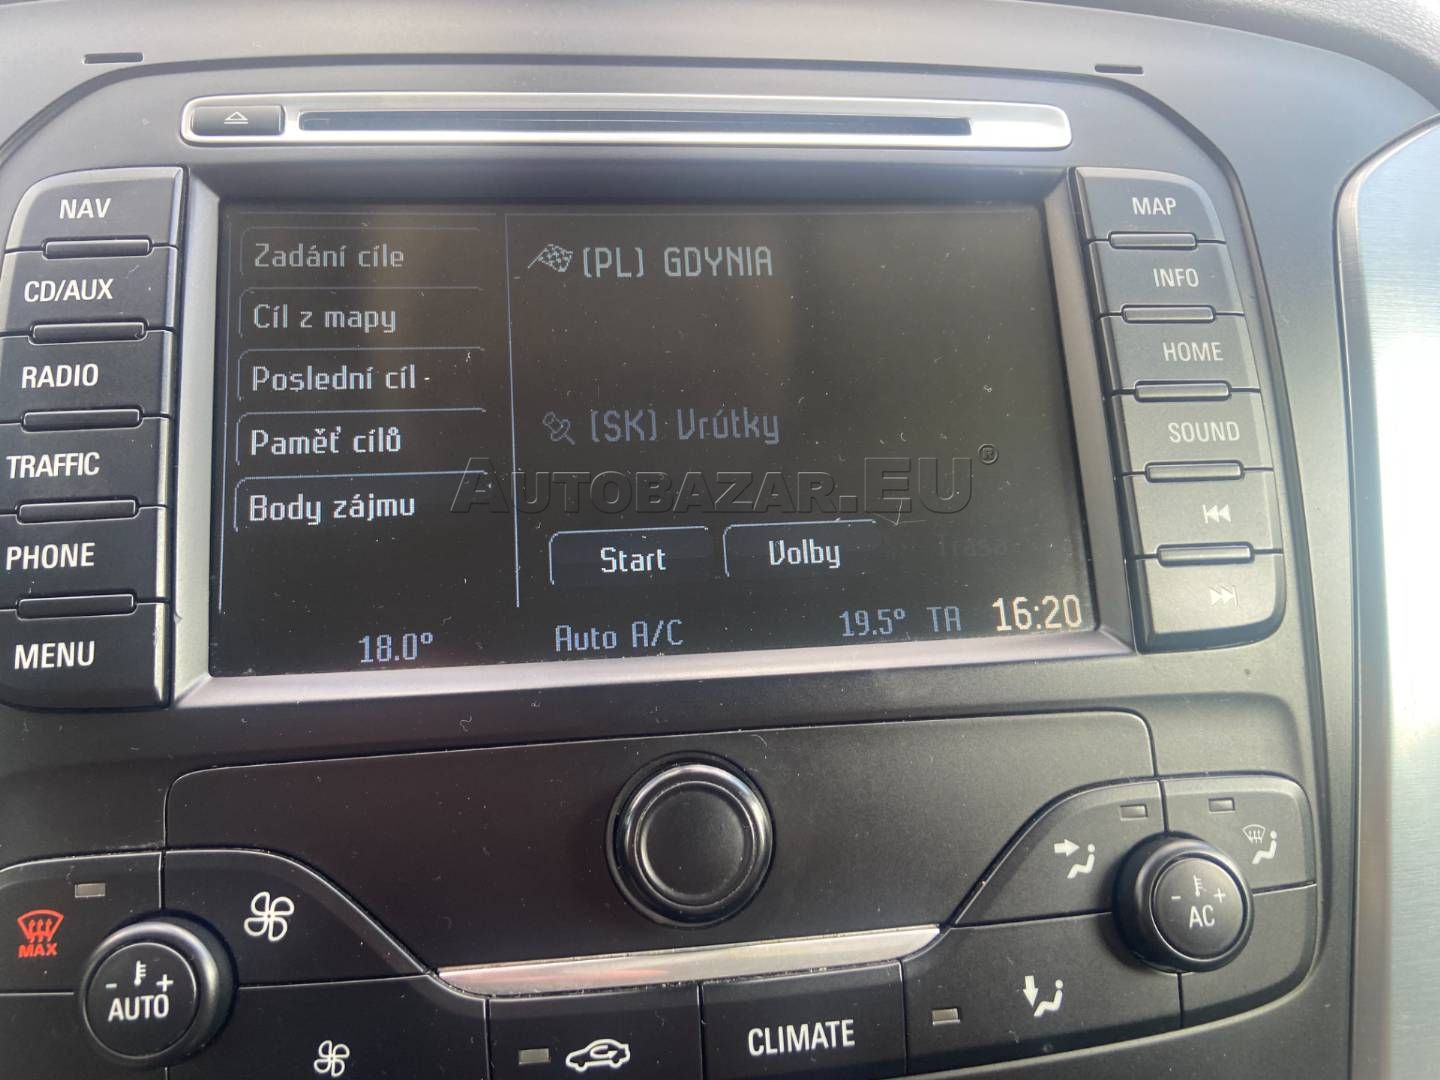 NAV
CD/AUX
RADIO
TRAFFIC
PHONE
MENU
Zadání cíle
Cíl z mapy
Poslední cíl
Paměť cílů
Body zájmu
(PL) GDYNIA
(SK) Vrútky
AUTOBAZAR.EU®
Start
Volby
Trasa
18.0°
Auto A/C
19.5° TA 16:20
MAP
INFO
HOME
SOUND
MAX
- +
AUTO
CLIMATE
- +
AC